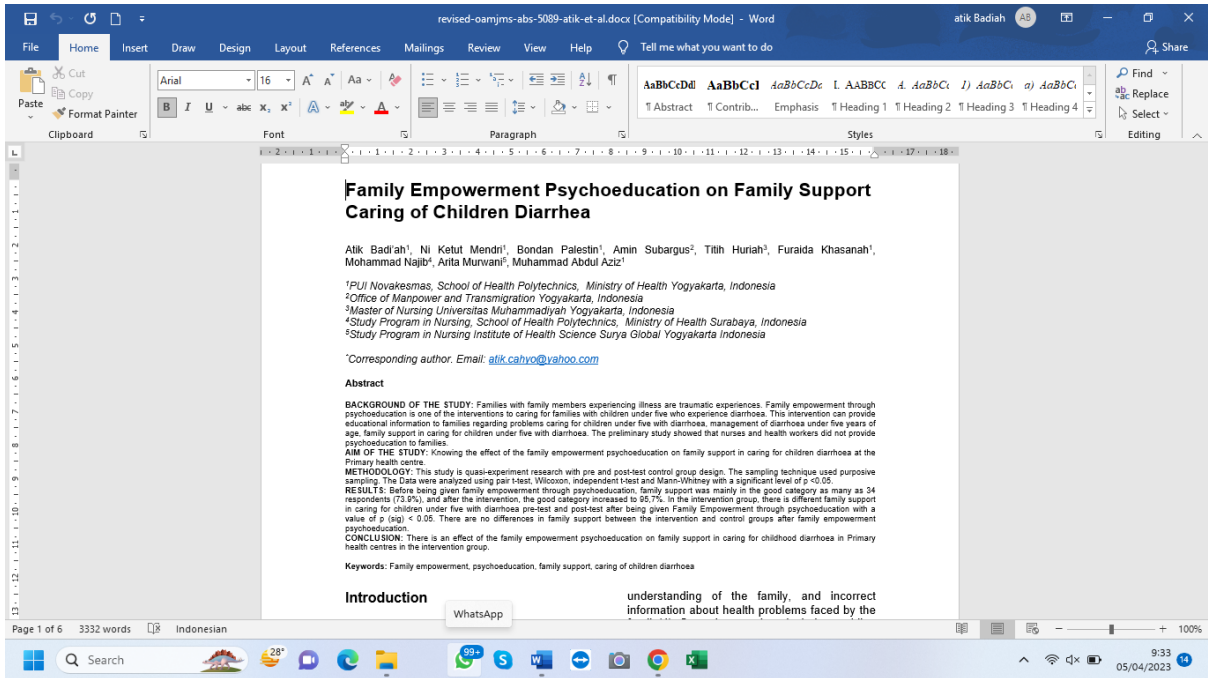 revised-oamjms-abs-5089-atik-et-al.docx [Compatibility Mode] - Word
atik Badiah
AB
File Home Insert Draw Design Layout References Mailings Review View Help Tell me what you want to do Share
Paste
Cut
Copy
Format Painter
Clipboard
Arial 16
Font
Paragraph
AaBbCcDd AaBbCcI AaBbCcDc I. AABBCC A. AaBbCc 1) AaBbCc a) AaBbCc
¶ Abstract ¶ Contrib... Emphasis ¶ Heading 1 ¶ Heading 2 ¶ Heading 3 ¶ Heading 4
Styles
Find
Replace
Select
Editing
Family Empowerment Psychoeducation on Family Support
Caring of Children Diarrhea
Atik Badi'ah1, Ni Ketut Mendri1, Bondan Palestin1, Amin Subargus2, Titih Huriah3, Furaida Khasanah1,
Mohammad Najib4, Arita Murwani5, Muhammad Abdul Aziz1
1PUI Novakesmas, School of Health Polytechnics, Ministry of Health Yogyakarta, Indonesia
2Office of Manpower and Transmigration Yogyakarta, Indonesia
3Master of Nursing Universitas Muhammadiyah Yogyakarta, Indonesia
4Study Program in Nursing, School of Health Polytechnics, Ministry of Health Surabaya, Indonesia
5Study Program in Nursing Institute of Health Science Surya Global Yogyakarta Indonesia
*Corresponding author. Email: atik.cahyo@yahoo.com
Abstract
BACKGROUND OF THE STUDY: Families with family members experiencing illness are traumatic experiences. Family empowerment through
psychoeducation is one of the interventions to caring for families with children under five who experience diarrhoea. This intervention can provide
educational information to families regarding problems caring for children under five with diarrhoea, management of diarrhoea under five years of
age, family support in caring for children under five with diarrhoea. The preliminary study showed that nurses and health workers did not provide
psychoeducation to families.
AIM OF THE STUDY: Knowing the effect of the family empowerment psychoeducation on family support in caring for children diarrhoea at the
Primary health centre.
METHODOLOGY: This study is quasi-experiment research with pre and post-test control group design. The sampling technique used purposive
sampling. The Data were analyzed using pair t-test, Wilcoxon, independent t-test and Mann-Whitney with a significant level of p <0.05.
RESULTS: Before being given family empowerment through psychoeducation, family support was mainly in the good category as many as 34
respondents (73.9%), and after the intervention, the good category increased to 95,7%. In the intervention group, there is different family support
in caring for children under five with diarrhoea pre-test and post-test after being given Family Empowerment through psychoeducation with a
value of p (sig) < 0.05. There are no differences in family support between the intervention and control groups after family empowerment
psychoeducation.
CONCLUSION: There is an effect of the family empowerment psychoeducation on family support in caring for childhood diarrhoea in Primary
health centres in the intervention group.
Keywords: Family empowerment, psychoeducation, family support, caring of children diarrhoea
Introduction
understanding of the family, and incorrect
information about health problems faced by the
WhatsApp
Page 1 of 6 3332 words Indonesian
100%
Search
28°
99+
9:33
05/04/2023
14